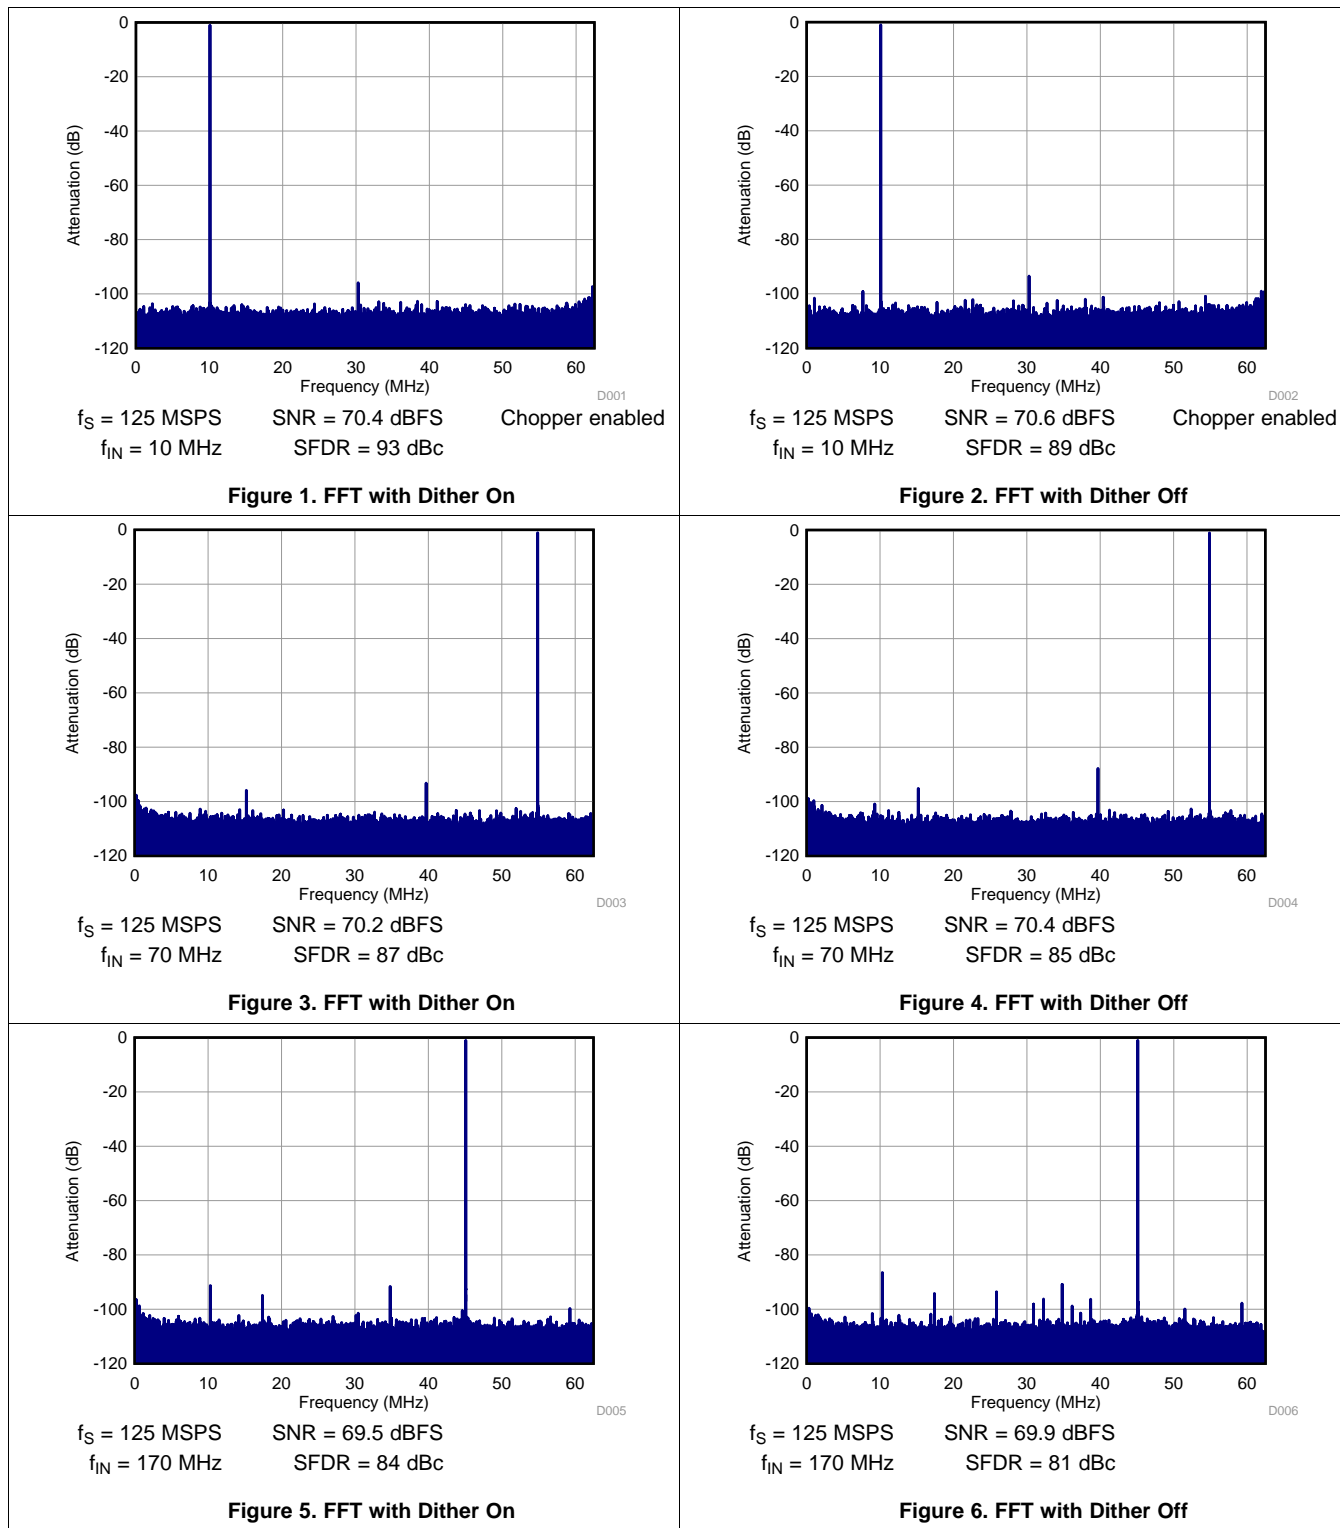 0
-20
-40
-60
-80
-100
-120
Attenuation (dB)
0 10 20 30 40 50 60
Frequency (MHz)
D001
fS = 125 MSPS SNR = 70.4 dBFS Chopper enabled
fIN = 10 MHz SFDR = 93 dBc
Figure 1. FFT with Dither On
0
-20
-40
-60
-80
-100
-120
Attenuation (dB)
0 10 20 30 40 50 60
Frequency (MHz)
D002
fS = 125 MSPS SNR = 70.6 dBFS Chopper enabled
fIN = 10 MHz SFDR = 89 dBc
Figure 2. FFT with Dither Off
0
-20
-40
-60
-80
-100
-120
Attenuation (dB)
0 10 20 30 40 50 60
Frequency (MHz)
D003
fS = 125 MSPS SNR = 70.2 dBFS
fIN = 70 MHz SFDR = 87 dBc
Figure 3. FFT with Dither On
0
-20
-40
-60
-80
-100
-120
Attenuation (dB)
0 10 20 30 40 50 60
Frequency (MHz)
D004
fS = 125 MSPS SNR = 70.4 dBFS
fIN = 70 MHz SFDR = 85 dBc
Figure 4. FFT with Dither Off
0
-20
-40
-60
-80
-100
-120
Attenuation (dB)
0 10 20 30 40 50 60
Frequency (MHz)
D005
fS = 125 MSPS SNR = 69.5 dBFS
fIN = 170 MHz SFDR = 84 dBc
Figure 5. FFT with Dither On
0
-20
-40
-60
-80
-100
-120
Attenuation (dB)
0 10 20 30 40 50 60
Frequency (MHz)
D006
fS = 125 MSPS SNR = 69.9 dBFS
fIN = 170 MHz SFDR = 81 dBc
Figure 6. FFT with Dither Off